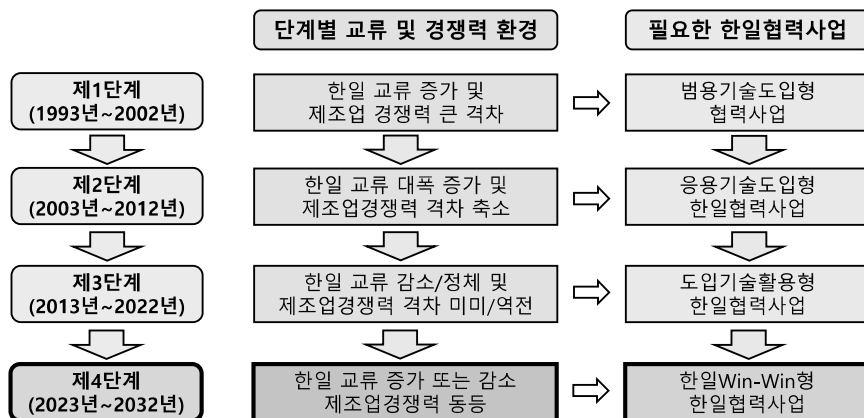 단계별 교류 및 경쟁력 환경
필요한 한일협력사업
제1단계
(1993년~2002년)
한일 교류 증가 및
제조업 경쟁력 큰 격차
범용기술도입형
협력사업
제2단계
(2003년~2012년)
한일 교류 대폭 증가 및
제조업경쟁력 격차 축소
응용기술도입형
한일협력사업
제3단계
(2013년~2022년)
한일 교류 감소/정체 및
제조업경쟁력 격차 미미/역전
도입기술활용형
한일협력사업
제4단계
(2023년~2032년)
한일 교류 증가 또는 감소
제조업경쟁력 동등
한일Win-Win형
한일협력사업